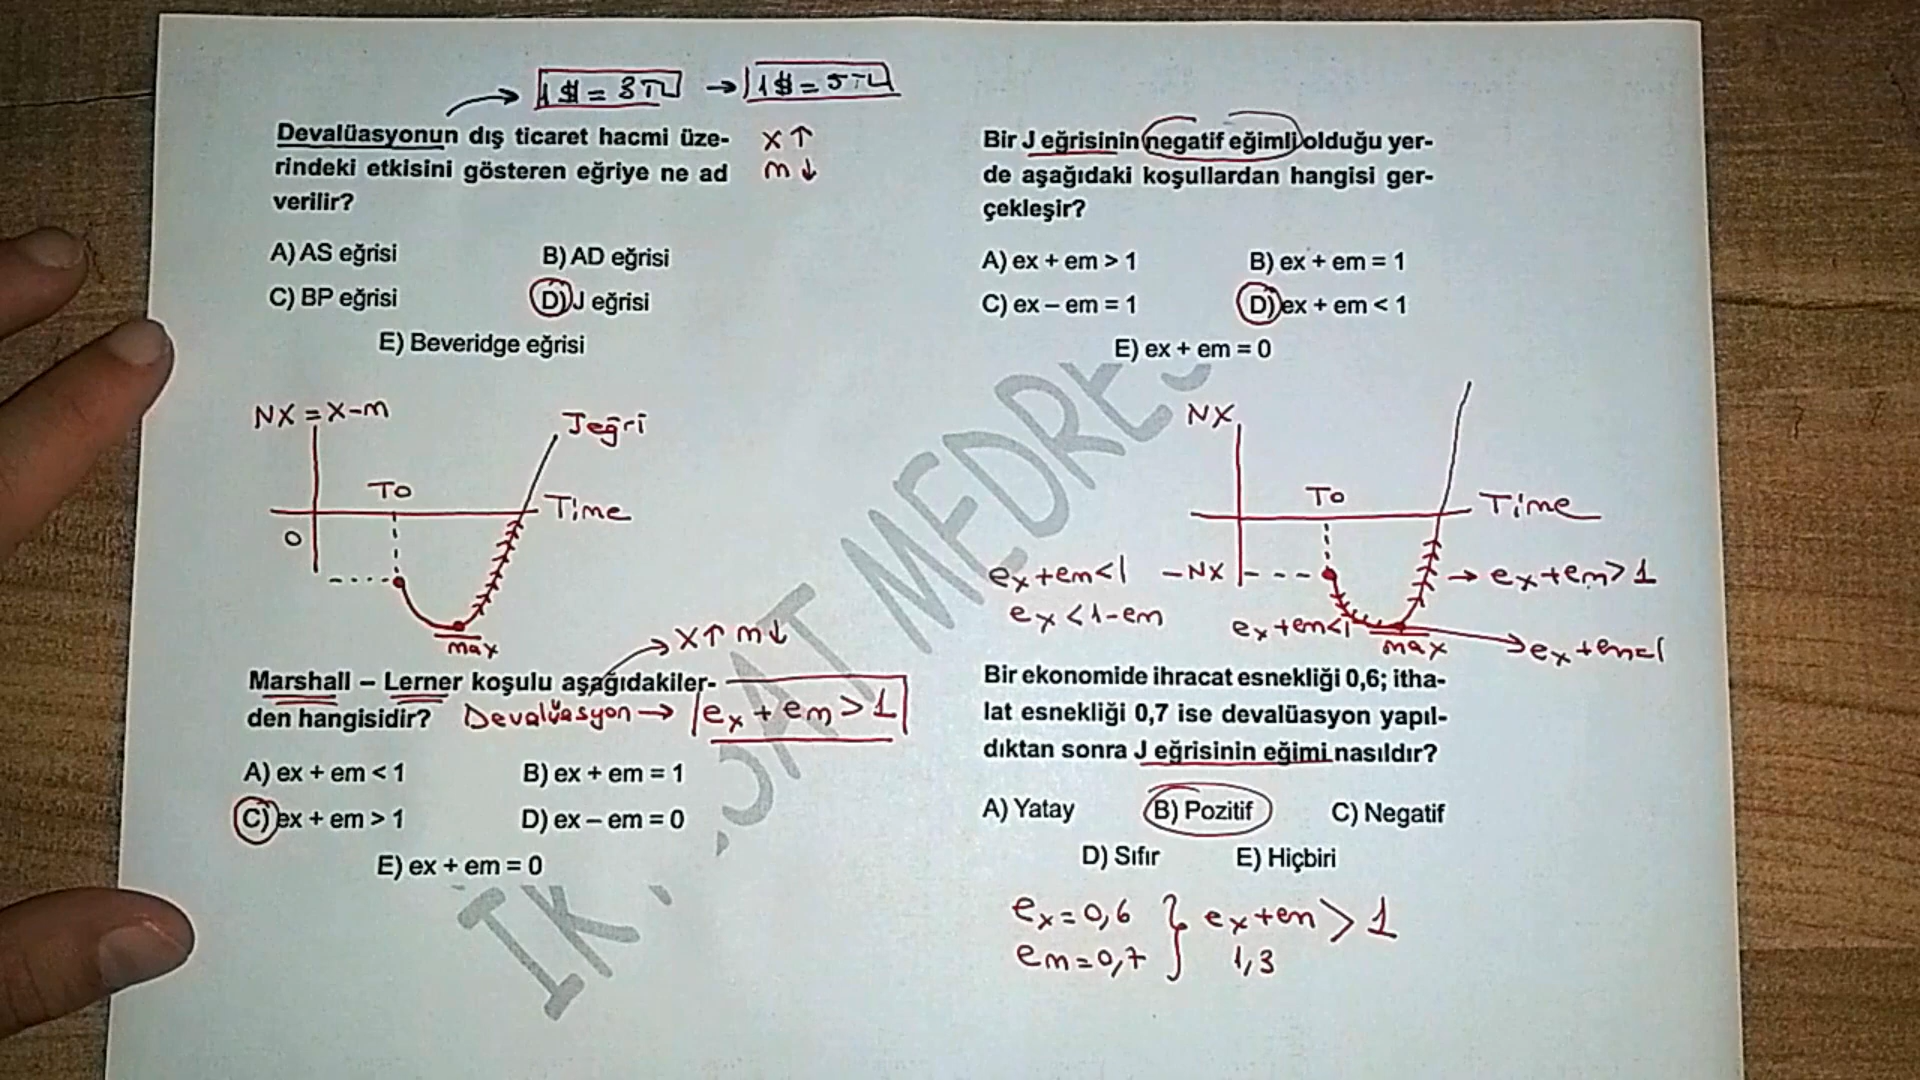 1$ = 3TL → 1$ = 5TL
Devalüasyonun dış ticaret hacmi üze-
rindeki etkisini gösteren eğriye ne ad
verilir?
x↑
m↓
A) AS eğrisi
B) AD eğrisi
C) BP eğrisi
D) J eğrisi
E) Beveridge eğrisi
NX = X-m
Jeğri
To
Time
0
max
x↑ m↓
Marshall – Lerner koşulu aşağıdakiler-
den hangisidir?
Devalüasyon → ex + em > 1
A) ex + em < 1
B) ex + em = 1
C) ex + em > 1
D) ex – em = 0
E) ex + em = 0
Bir J eğrisinin negatif eğimli olduğu yer-
de aşağıdaki koşullardan hangisi ger-
çekleşir?
A) ex + em > 1
B) ex + em = 1
C) ex – em = 1
D) ex + em < 1
E) ex + em = 0
NX
To
Time
ex+em<1
-NX
→ ex+em>1
ex<1-em
ex+em<1
max
ex+em=1
Bir ekonomide ihracat esnekliği 0,6; itha-
lat esnekliği 0,7 ise devalüasyon yapıl-
dıktan sonra J eğrisinin eğimi nasıldır?
A) Yatay
B) Pozitif
C) Negatif
D) Sıfır
E) Hiçbiri
ex=0,6 } ex+em > 1
em=0,7
1,3